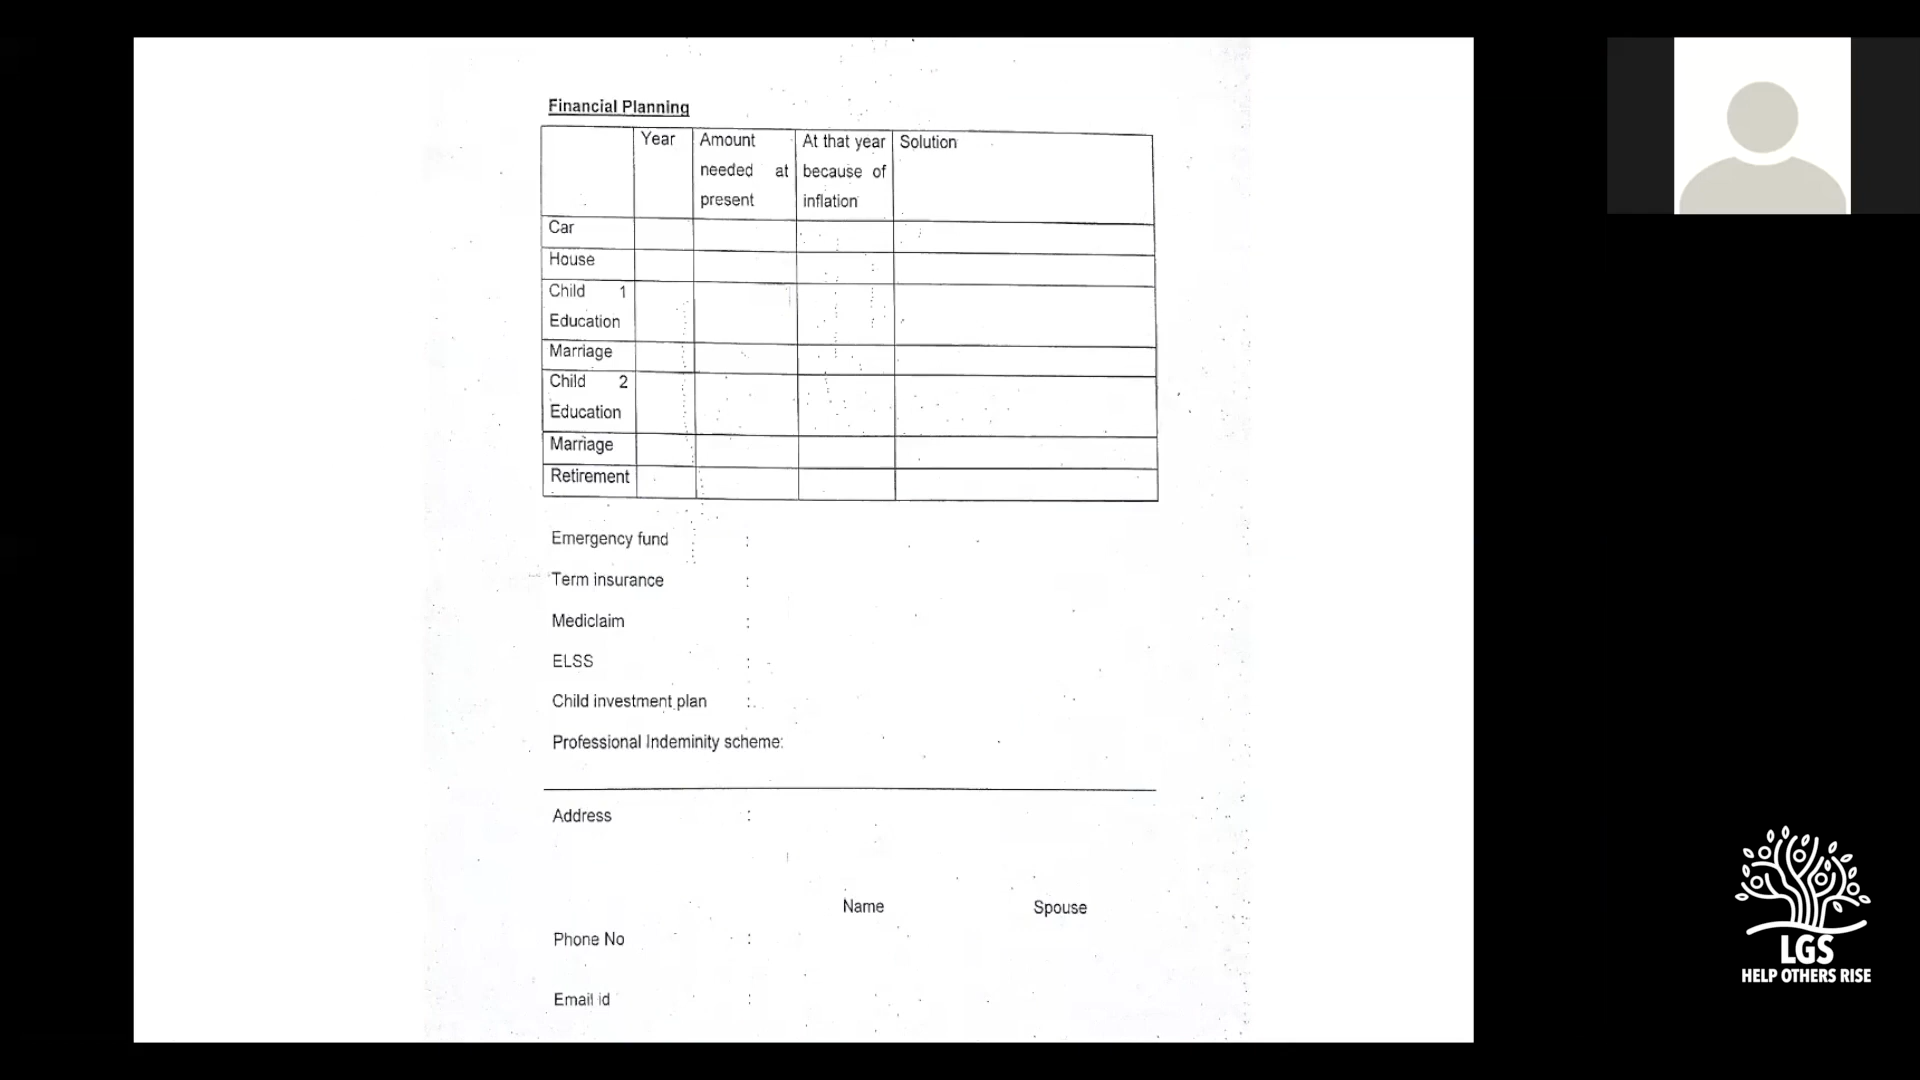 Financial Planning
Year Amount At that year Solution
needed at because of
present inflation
Car
House
Child 1
Education
Marriage
Child 2
Education
Marriage
Retirement
Emergency fund :
Term insurance :
Mediclaim :
ELSS :
Child investment plan :
Professional Indeminity scheme:
Address :
Name Spouse
Phone No :
Email id :
LGS
HELP OTHERS RISE